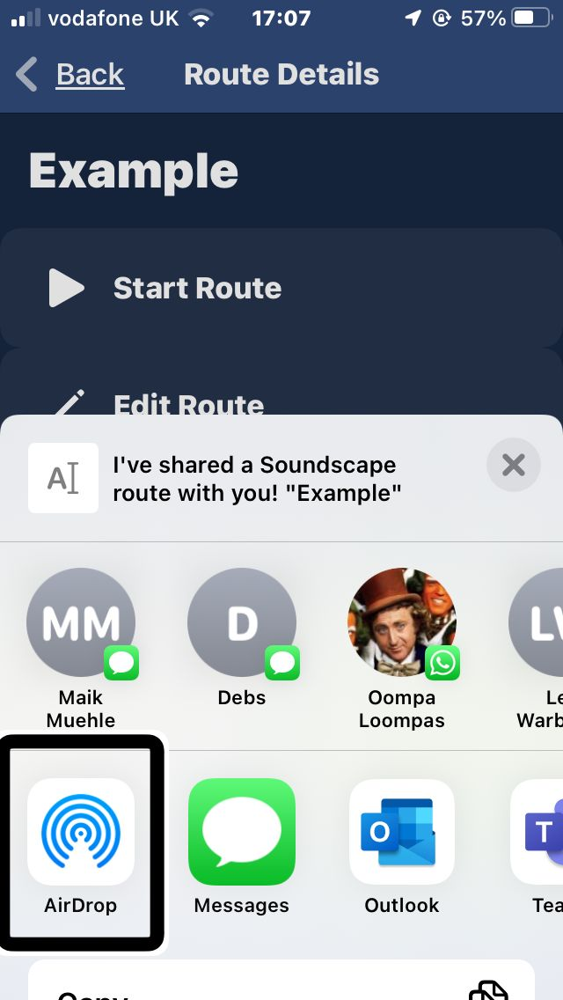 vodafone UK 17:07 57%
Back Route Details
Example
Start Route
Edit Route
AI
I've shared a Soundscape
route with you! "Example"
MM D
Maik Debs Oompa Le
Muehle Loompas Warb
O T
AirDrop Messages Outlook Tea
Copy